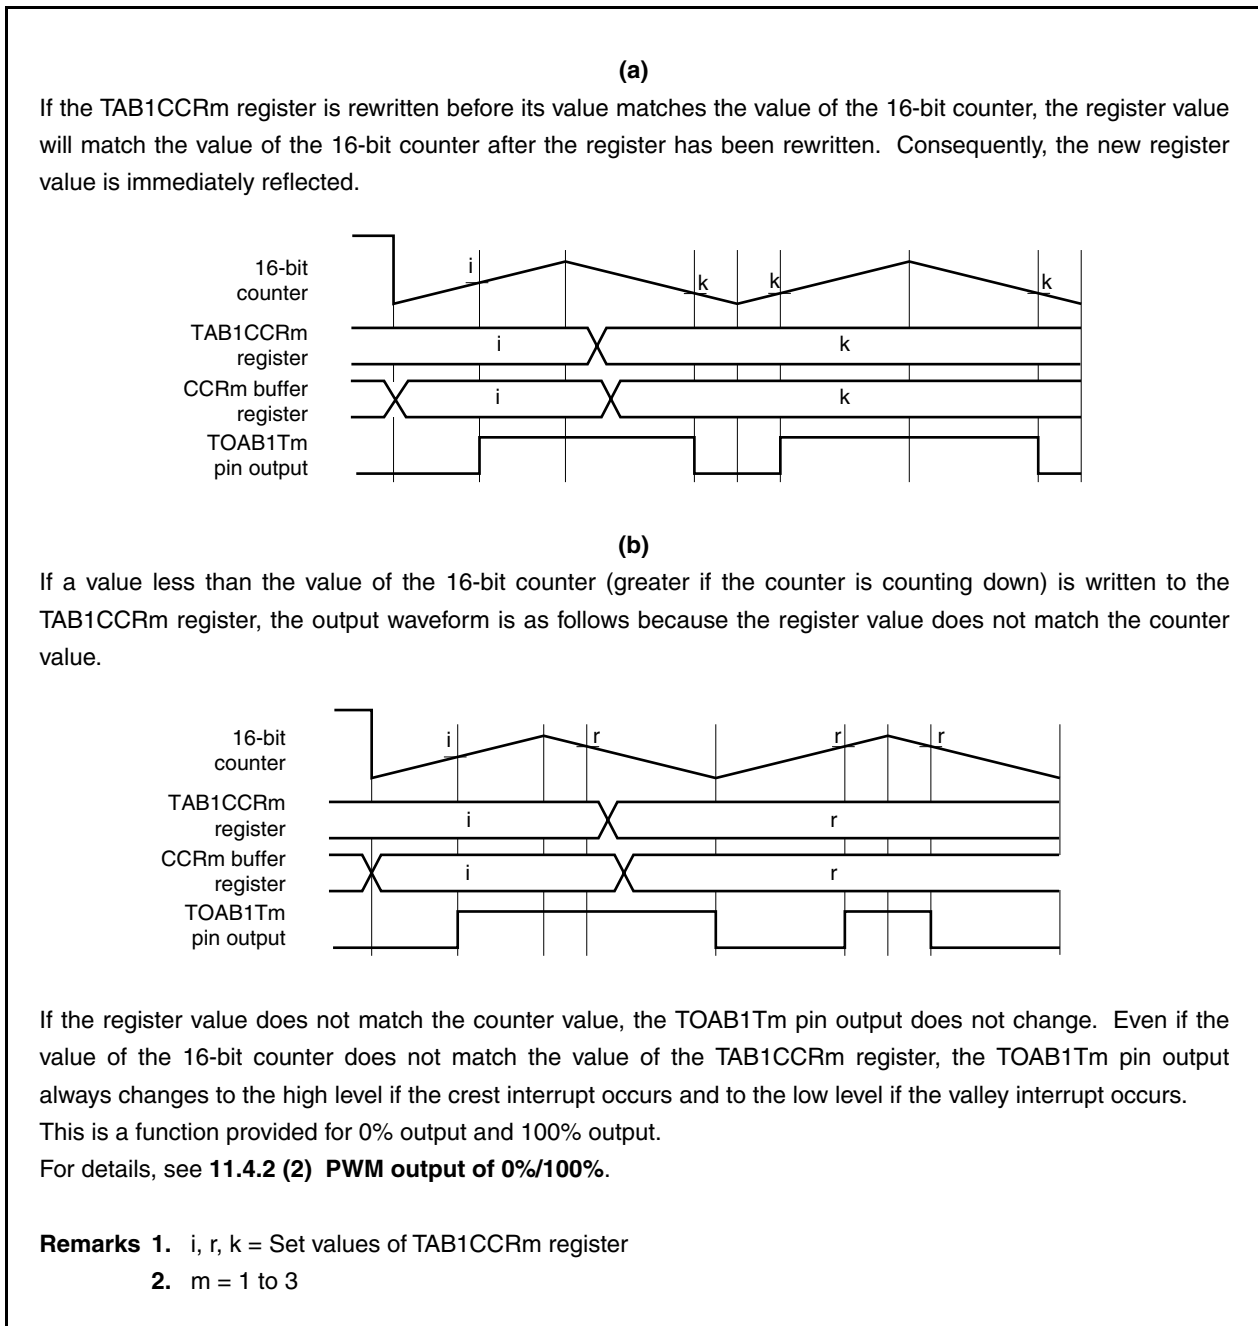 (a)
If the TAB1CCRm register is rewritten before its value matches the value of the 16-bit counter, the register value
will match the value of the 16-bit counter after the register has been rewritten. Consequently, the new register
value is immediately reflected.
i
k
k
k
16-bit
counter
TAB1CCRm
register
i
k
CCRm buffer
register
i
k
TOAB1Tm
pin output
(b)
If a value less than the value of the 16-bit counter (greater if the counter is counting down) is written to the
TAB1CCRm register, the output waveform is as follows because the register value does not match the counter
value.
i
r
r
r
16-bit
counter
TAB1CCRm
register
i
r
CCRm buffer
register
i
r
TOAB1Tm
pin output
If the register value does not match the counter value, the TOAB1Tm pin output does not change. Even if the
value of the 16-bit counter does not match the value of the TAB1CCRm register, the TOAB1Tm pin output
always changes to the high level if the crest interrupt occurs and to the low level if the valley interrupt occurs.
This is a function provided for 0% output and 100% output.
For details, see 11.4.2 (2) PWM output of 0%/100%.
Remarks 1. i, r, k = Set values of TAB1CCRm register
2. m = 1 to 3